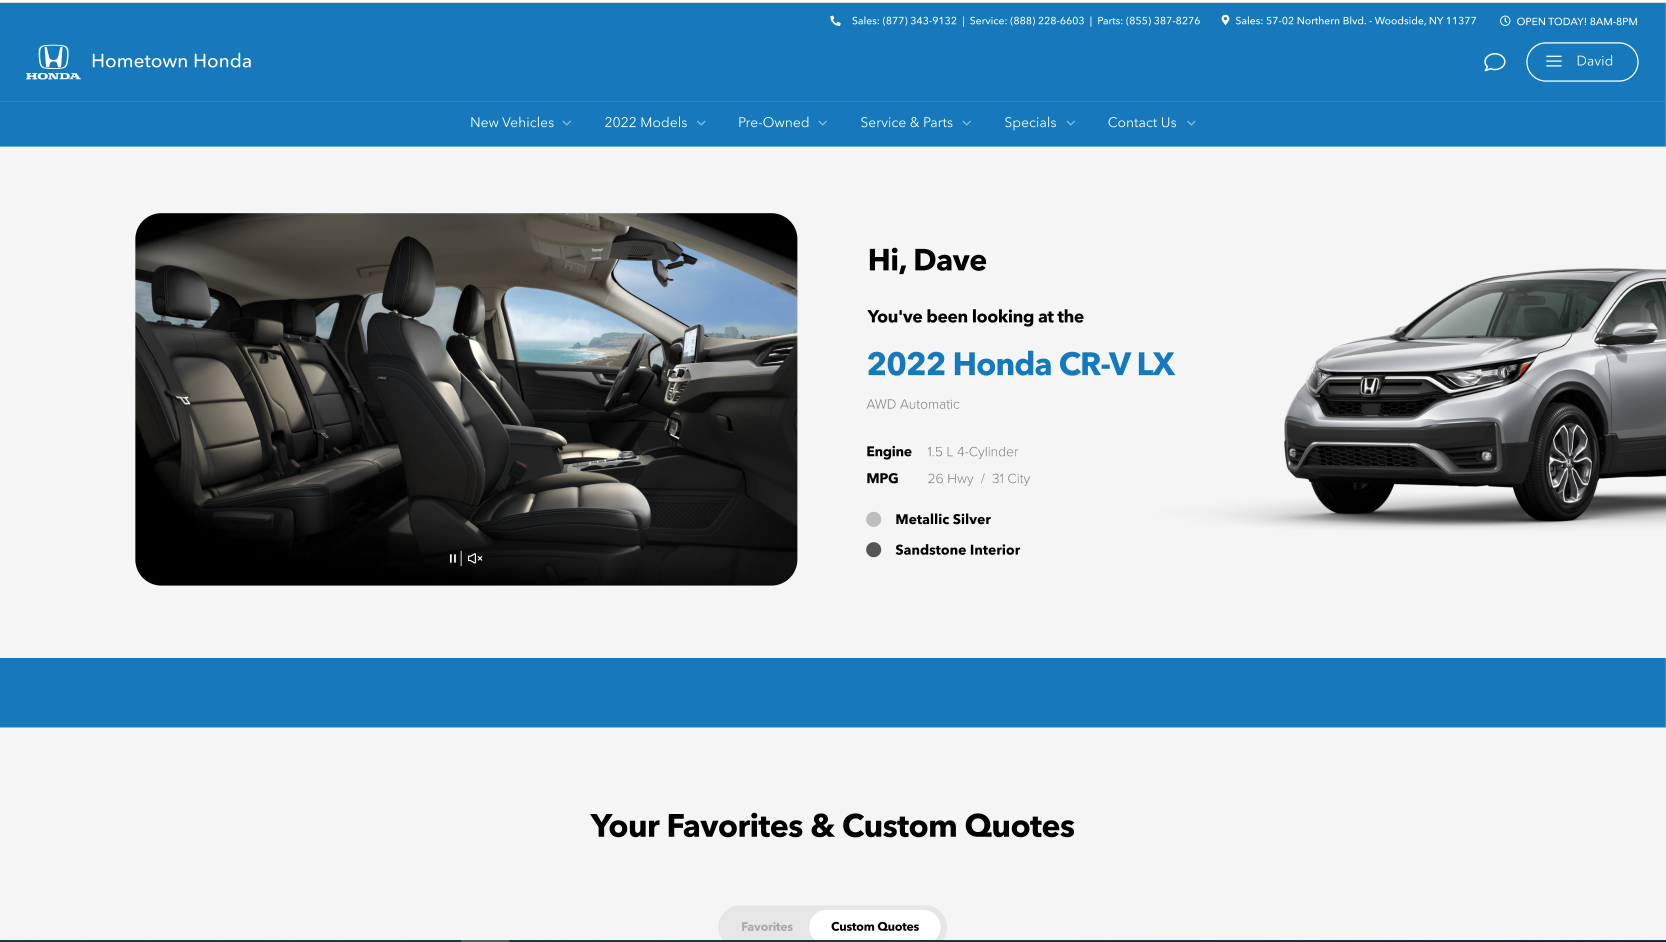 Sales: (877) 343-9132 | Service: (888) 228-6603 | Parts: (855) 387-8276 Sales: 57-02 Northern Blvd. - Woodside, NY 11377 OPEN TODAY! 8AM-8PM
HONDA Hometown Honda David
New Vehicles 2022 Models Pre-Owned Service & Parts Specials Contact Us
Hi, Dave
You've been looking at the
2022 Honda CR-V LX
AWD Automatic
Engine 1.5 L 4-Cylinder
MPG 26 Hwy / 31 City
Metallic Silver
Sandstone Interior
Your Favorites & Custom Quotes
Favorites Custom Quotes